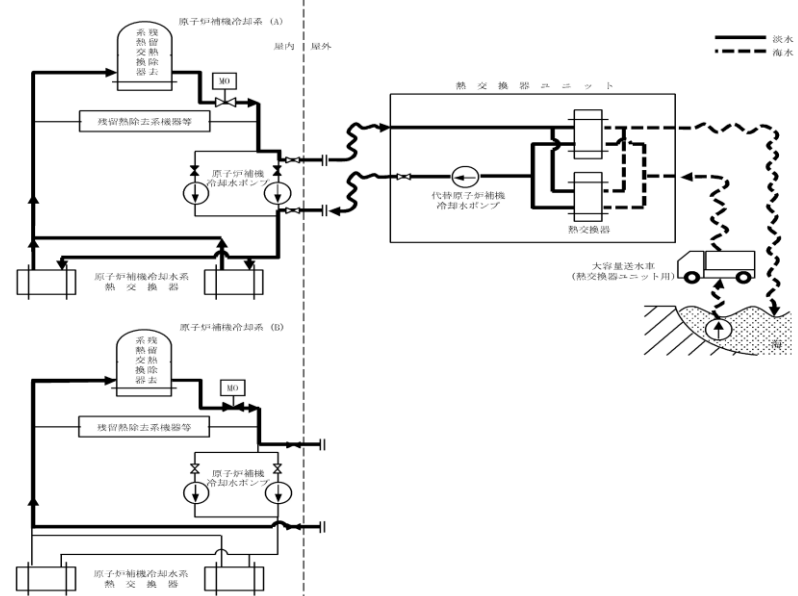 原子炉補機冷却系 (A)
屋内
屋外
淡水
海水
残留熱除去系
熱交換器
MO
残留熱除去系機器等
原子炉補機
冷却水ポンプ
原子炉補機冷却水系
熱交換器
熱交換器ユニット
代替原子炉補機
冷却水ポンプ
熱交換器
大容量送水車
(熱交換器ユニット用)
海
原子炉補機冷却系 (B)
残留熱除去系
熱交換器
MO
残留熱除去系機器等
原子炉補機
冷却水ポンプ
原子炉補機冷却水系
熱交換器